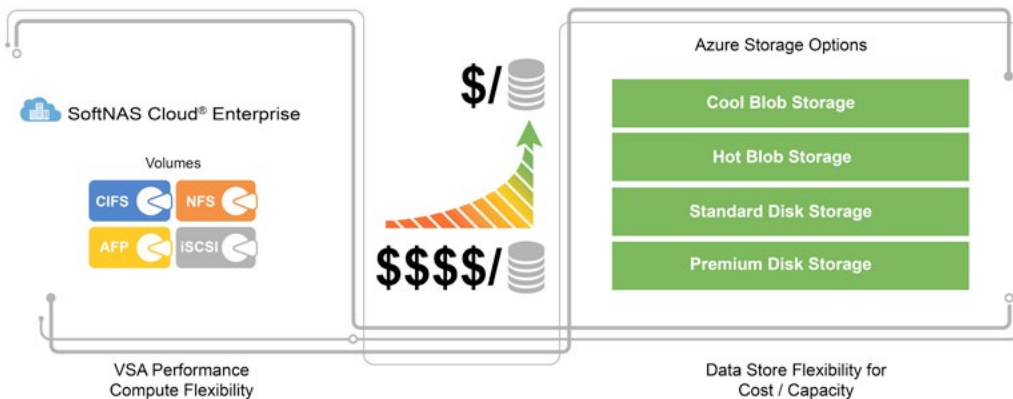 SoftNAS Cloud® Enterprise
Volumes
CIFS
NFS
AFP
iSCSI
VSA Performance
Compute Flexibility
$/
$$$$/
Azure Storage Options
Cool Blob Storage
Hot Blob Storage
Standard Disk Storage
Premium Disk Storage
Data Store Flexibility for
Cost / Capacity